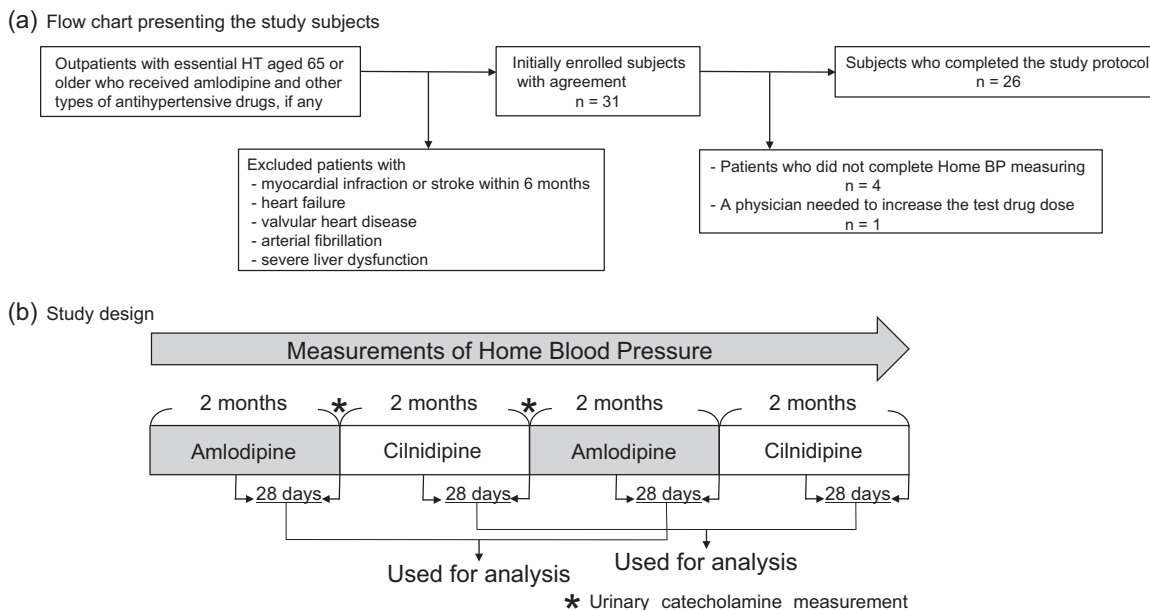 (a) Flow chart presenting the study subjects
Outpatients with essential HT aged 65 or
older who received amlodipine and other
types of antihypertensive drugs, if any
Initially enrolled subjects
with agreement
n = 31
Subjects who completed the study protocol
n = 26
Excluded patients with
- myocardial infraction or stroke within 6 months
- heart failure
- valvular heart disease
- arterial fibrillation
- severe liver dysfunction
- Patients who did not complete Home BP measuring
n = 4
- A physician needed to increase the test drug dose
n = 1
(b) Study design
Measurements of Home Blood Pressure
2 months * 2 months * 2 months 2 months
Amlodipine Cilnidipine Amlodipine Cilnidipine
28 days 28 days 28 days 28 days
Used for analysis
Used for analysis
* Urinary catecholamine measurement